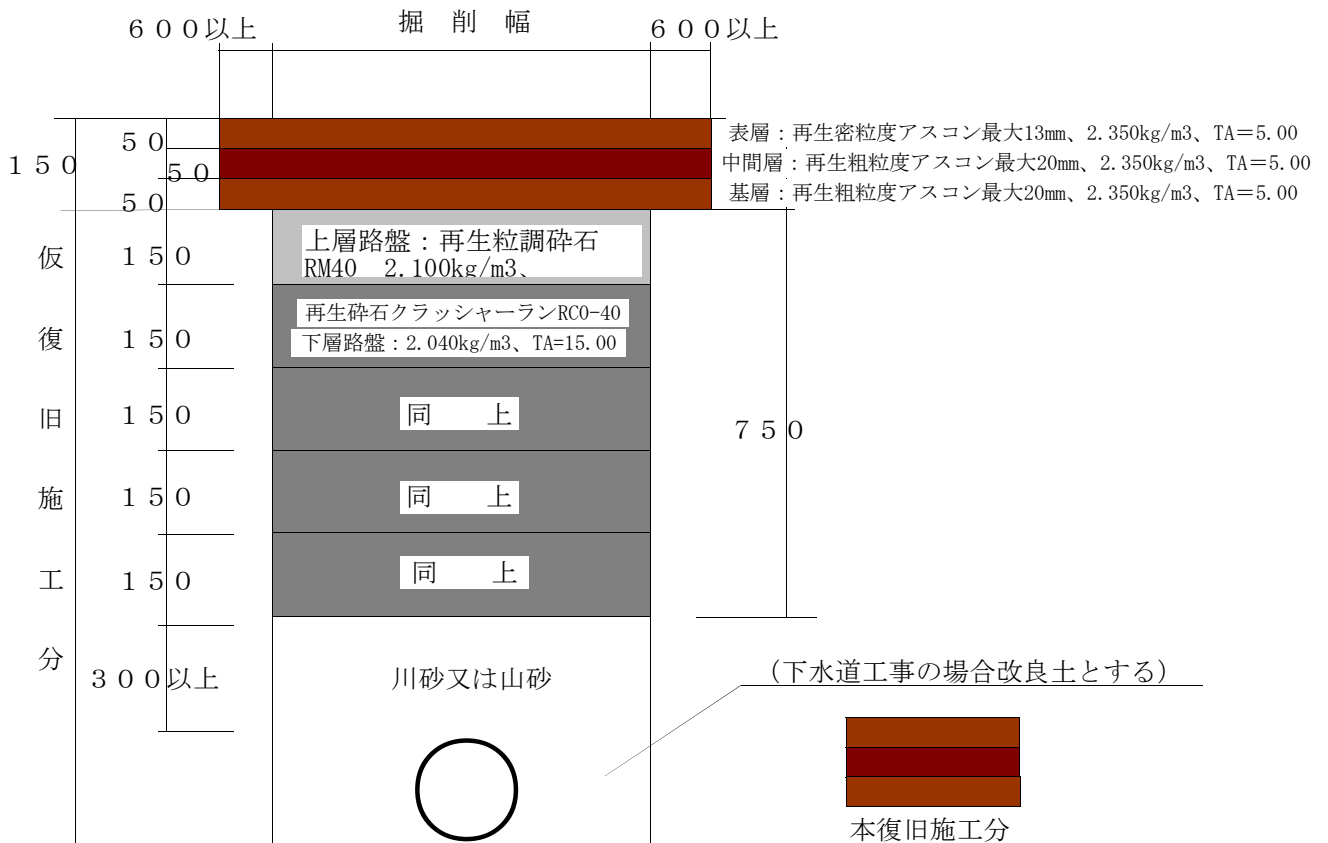 ６００以上
掘　削　幅
６００以上
１５０
５０
５０
５０
表層：再生密粒度アスコン最大13mm、2.350kg/m3、TA＝5.00
中間層：再生粗粒度アスコン最大20mm、2.350kg/m3、TA＝5.00
基層：再生粗粒度アスコン最大20mm、2.350kg/m3、TA＝5.00
仮復旧施工分
１５０
上層路盤：再生粒調砕石
RM40　2.100kg/m3、
１５０
再生砕石クラッシャーランRC0-40
下層路盤：2.040kg/m3、TA=15.00
１５０
同　　上
７５０
１５０
同　　上
１５０
同　　上
３００以上
川砂又は山砂
(下水道工事の場合改良土とする)
本復旧施工分